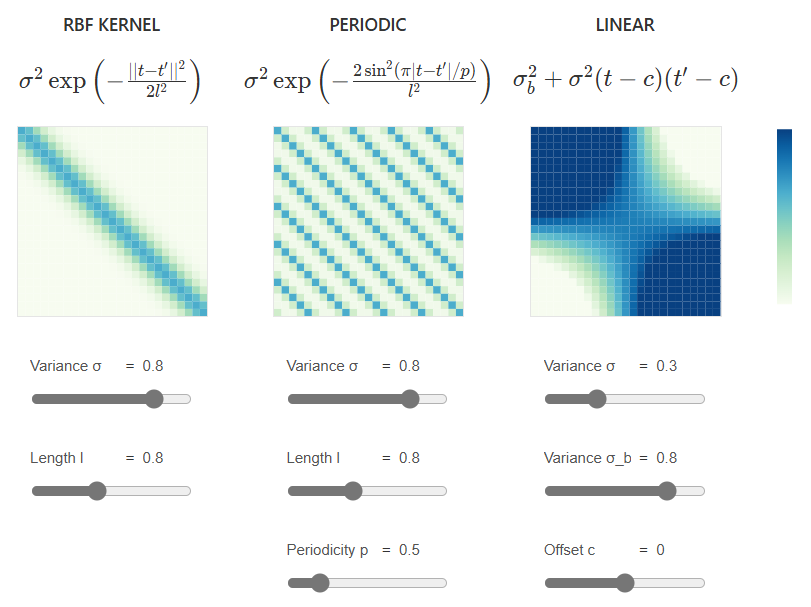 RBF KERNEL
σ² exp (−||t−t′||²/2l²)
Variance σ = 0.8
Length l = 0.8
PERIODIC
σ² exp (−2 sin²(π|t−t′|/p)/l²)
Variance σ = 0.8
Length l = 0.8
Periodicity p = 0.5
LINEAR
σ_b² + σ²(t − c)(t′ − c)
Variance σ = 0.3
Variance σ_b = 0.8
Offset c = 0